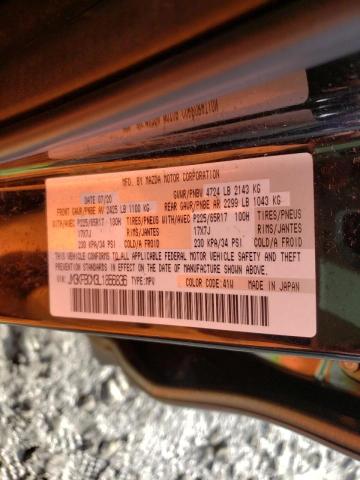 MFD. BY MAZDA MOTOR CORPORATION
DATE 07/20 GVWR/PNBV 4724 LB 2143 KG
FRONT GAWR/PNBE AV 2425 LB 1100 KG REAR GAWR/PNBE AR 2299 LB 1043 KG
WITH/AVEC P225/65R17 100H TIRES/PNEUS WITH/AVEC P225/65R17 100H TIRES/PNEUS
17X7J RIMS/JANTES 17X7J RIMS/JANTES
230 KPA/34 PSI COLD/A FROID 230 KPA/34 PSI COLD/A FROID
THIS VEHICLE CONFORMS TO ALL APPLICABLE FEDERAL MOTOR VEHICLE SAFETY AND
BUMPER STANDARDS IN EFFECT ON THE DATE OF MANUFACTURE SHOWN ABOVE.
TYPE: MPV COLOR CODE: 41W MADE IN JAPAN